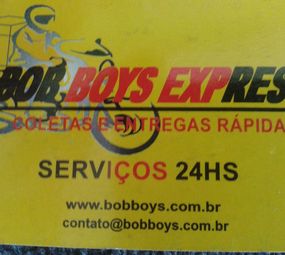 BOB BOYS EXPRES
COLETAS E ENTREGAS RÁPIDA
SERVIÇOS 24HS
www.bobboys.com.br
contato@bobboys.com.br